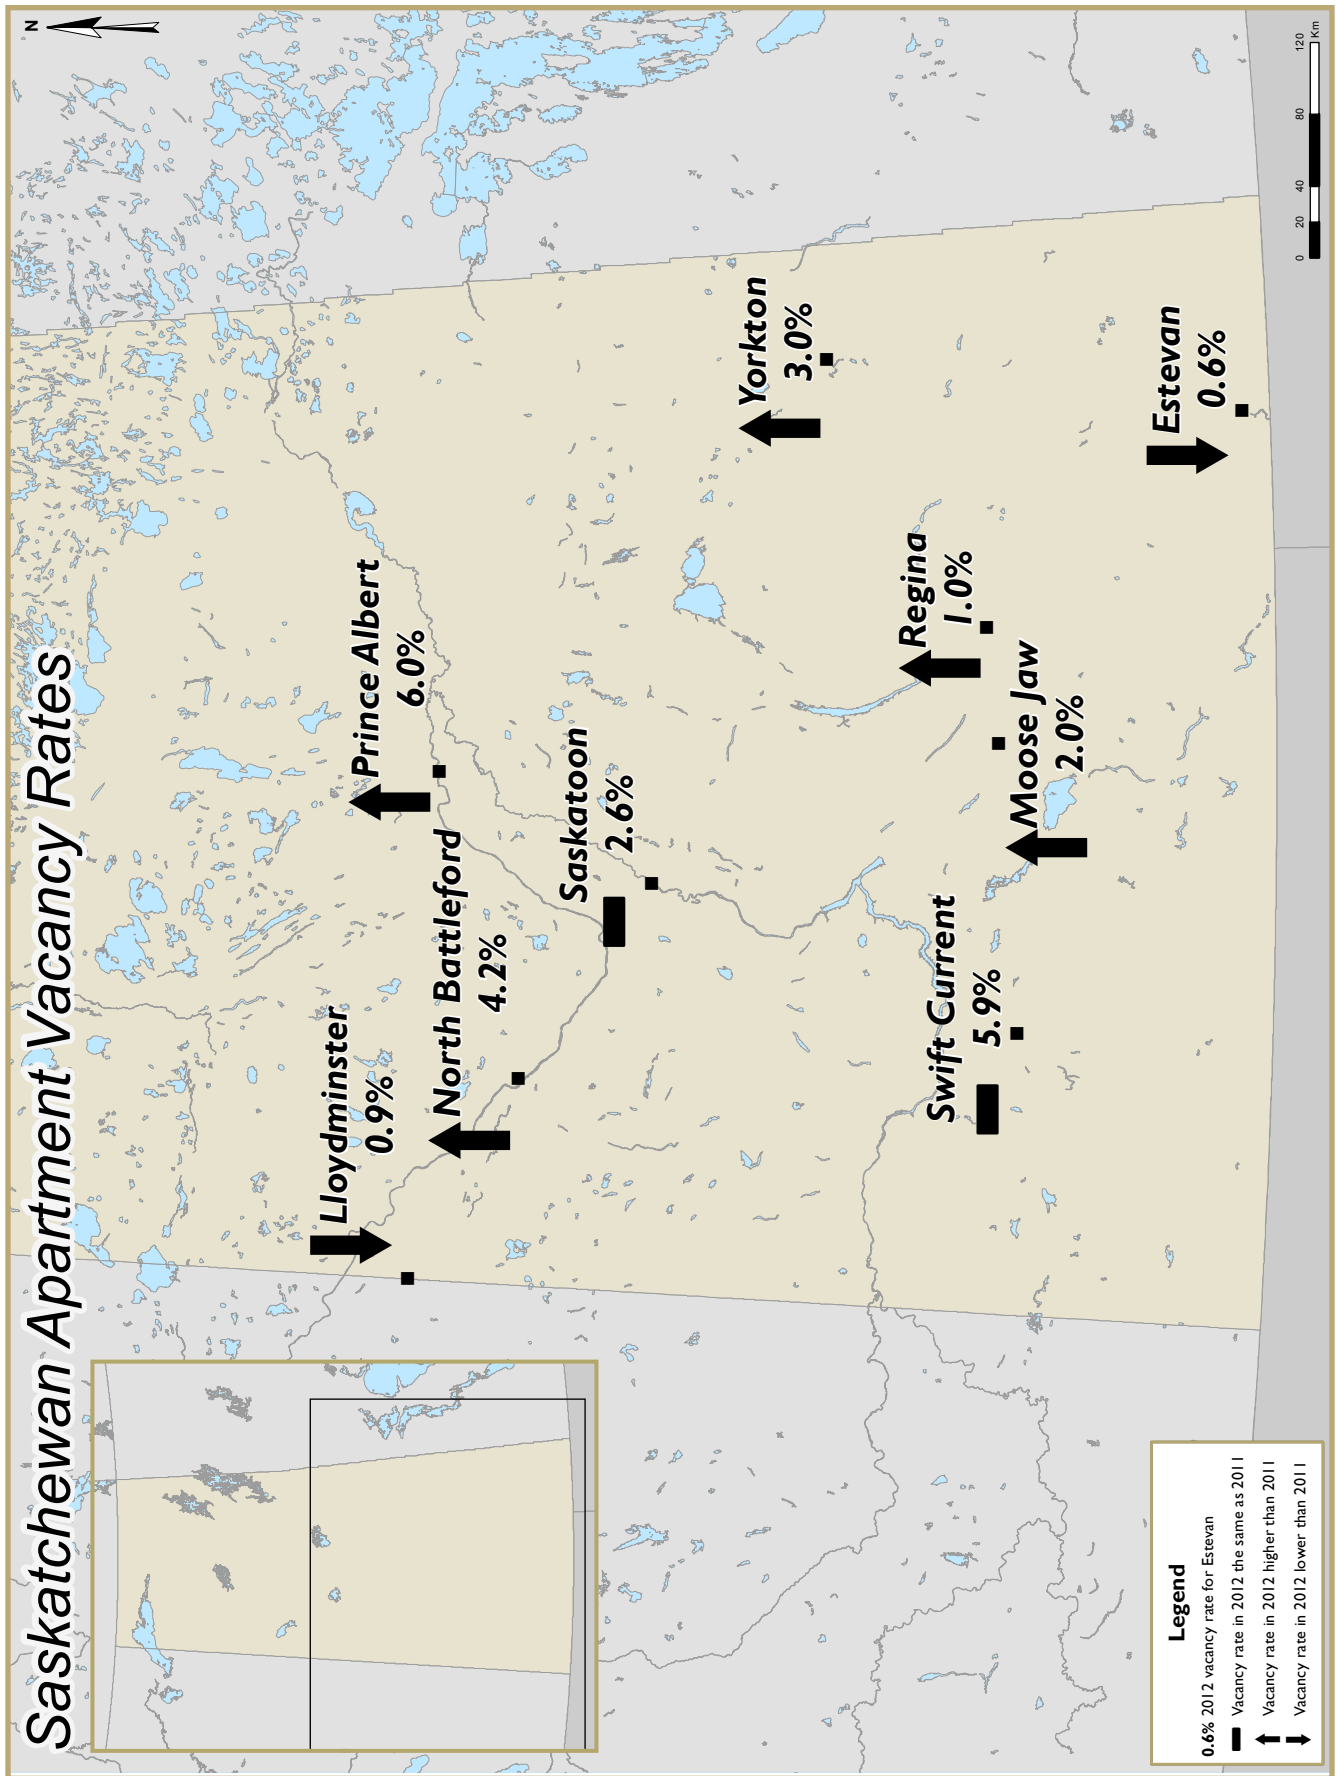 Saskatchewan Apartment Vacancy Rates
N
Lloydminster
0.9%
Prince Albert
6.0%
North Battleford
4.2%
Saskatoon
2.6%
Yorkton
3.0%
Regina
1.0%
Swift Current
5.9%
Moose Jaw
2.0%
Estevan
0.6%
Legend
0.6% 2012 vacancy rate for Estevan
Vacancy rate in 2012 the same as 2011
Vacancy rate in 2012 higher than 2011
Vacancy rate in 2012 lower than 2011
0 20 40 80 120 Km